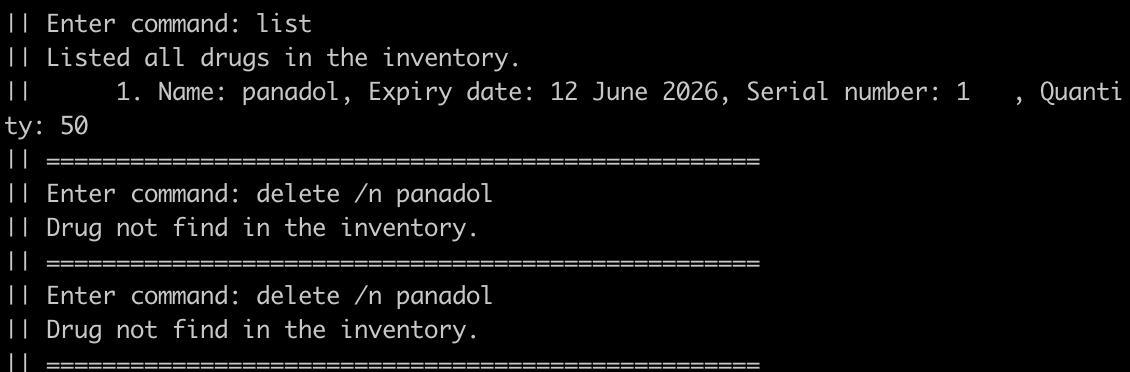 || Enter command: list
|| Listed all drugs in the inventory.
||      1. Name: panadol, Expiry date: 12 June 2026, Serial number: 1   , Quanti
ty: 50
|| ===================================================
|| Enter command: delete /n panadol
|| Drug not find in the inventory.
|| ===================================================
|| Enter command: delete /n panadol
|| Drug not find in the inventory.
|| ===================================================